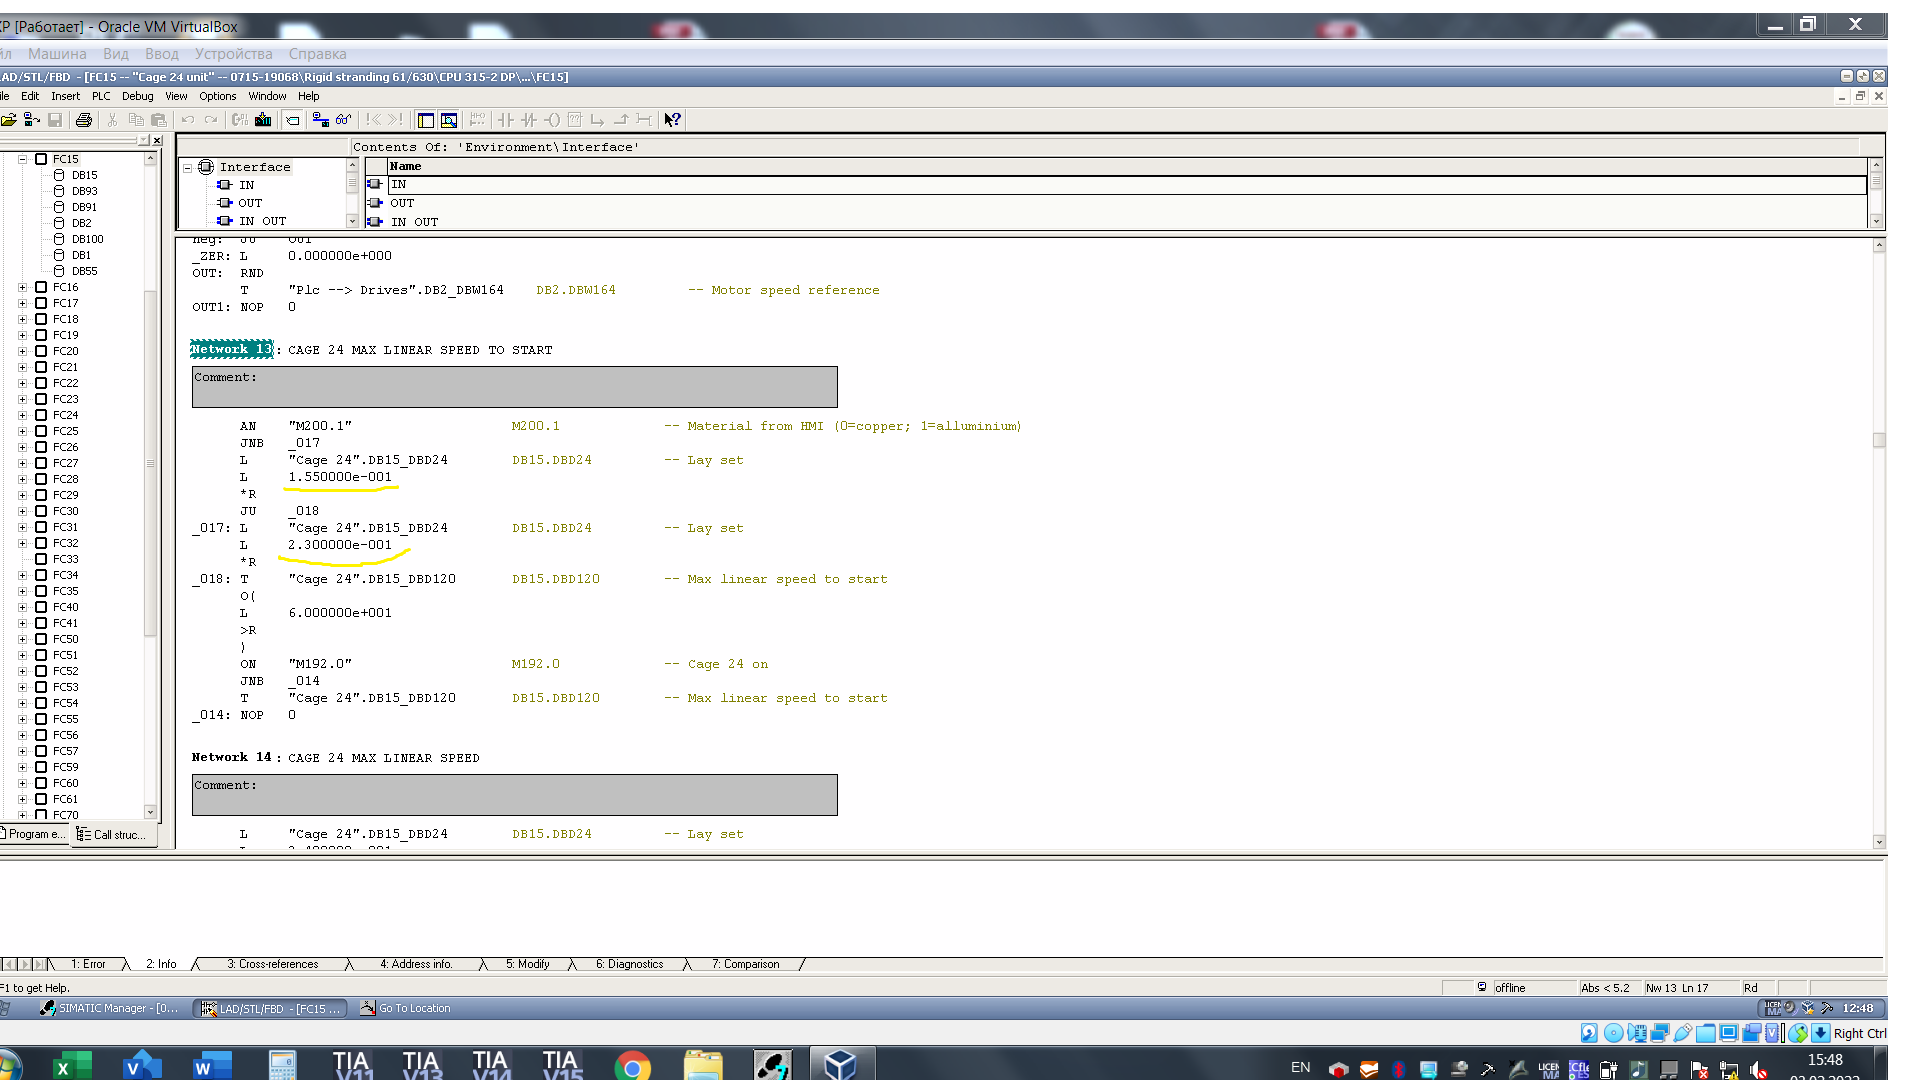 XP [Работает] - Oracle VM VirtualBox
Машина Вид Ввод Устройства Справка
LAD/STL/FBD - [FC15 -- "Cage 24 unit" -- 0715-19068\Rigid stranding 61/630\CPU 315-2 DP\...\FC15]
Edit Insert PLC Debug View Options Window Help
Contents Of: 'Environment\Interface'
FC15
DB15
DB93
DB91
DB2
DB100
DB1
DB55
FC16
FC17
FC18
FC19
FC20
FC21
FC22
FC23
FC24
FC25
FC26
FC27
FC28
FC29
FC30
FC31
FC32
FC33
FC34
FC35
FC40
FC41
FC50
FC51
FC52
FC53
FC54
FC55
FC56
FC57
FC59
FC60
FC61
FC70
Program e... Call struc...
Interface
IN
OUT
IN OUT
Name
IN
OUT
IN OUT
neg: JU OU1
_ZER: L 0.000000e+000
OUT: RND
T "Plc --> Drives".DB2_DBW164 DB2.DBW164 -- Motor speed reference
OUT1: NOP 0
Network 13: CAGE 24 MAX LINEAR SPEED TO START
Comment:
AN "M200.1" M200.1 -- Material from HMI (0=copper; 1=alluminium)
JNB _017
L "Cage 24".DB15_DBD24 DB15.DBD24 -- Lay set
L 1.550000e-001
*R
JU _018
_017: L "Cage 24".DB15_DBD24 DB15.DBD24 -- Lay set
L 2.300000e-001
*R
_018: T "Cage 24".DB15_DBD120 DB15.DBD120 -- Max linear speed to start
O(
L 6.000000e+001
>R
)
ON "M192.0" M192.0 -- Cage 24 on
JNB _014
T "Cage 24".DB15_DBD120 DB15.DBD120 -- Max linear speed to start
_014: NOP 0
Network 14: CAGE 24 MAX LINEAR SPEED
Comment:
L "Cage 24".DB15_DBD24 DB15.DBD24 -- Lay set
1: Error 2: Info 3: Cross-references 4: Address info. 5: Modify 6: Diagnostics 7: Comparison
F1 to get Help. offline Abs < 5.2 Nw 13 Ln 17 Rd
SIMATIC Manager - [0... LAD/STL/FBD - [FC15 ... Go To Location 12:48
Right Ctrl
TIA V11 TIA V13 TIA V14 TIA V15 EN 15:48